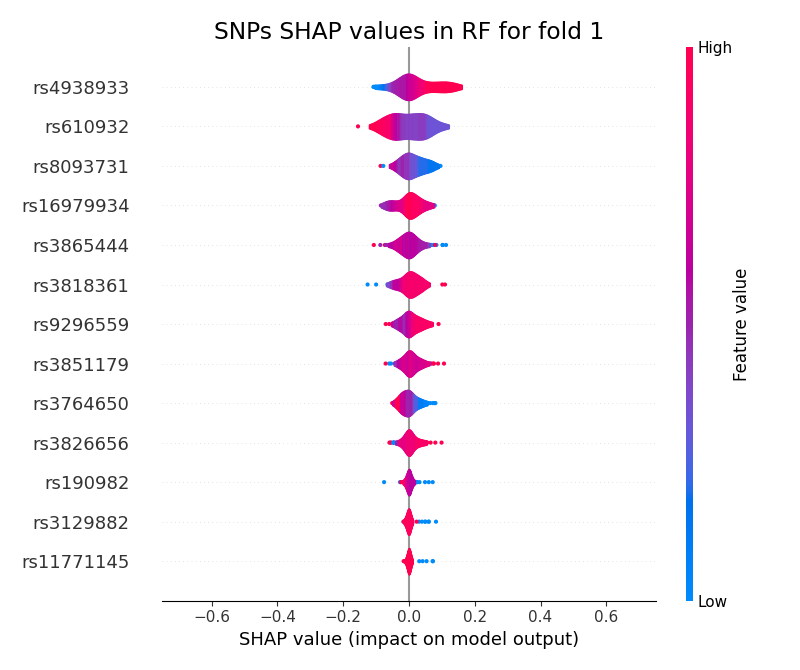 SNPs SHAP values in RF for fold 1
High
rs4938933
rs610932
rs8093731
rs16979934
rs3865444
rs3818361
rs9296559
rs3851179
rs3764650
rs3826656
rs190982
rs3129882
rs11771145
Feature value
Low
−0.6 −0.4 −0.2 0.0 0.2 0.4 0.6
SHAP value (impact on model output)